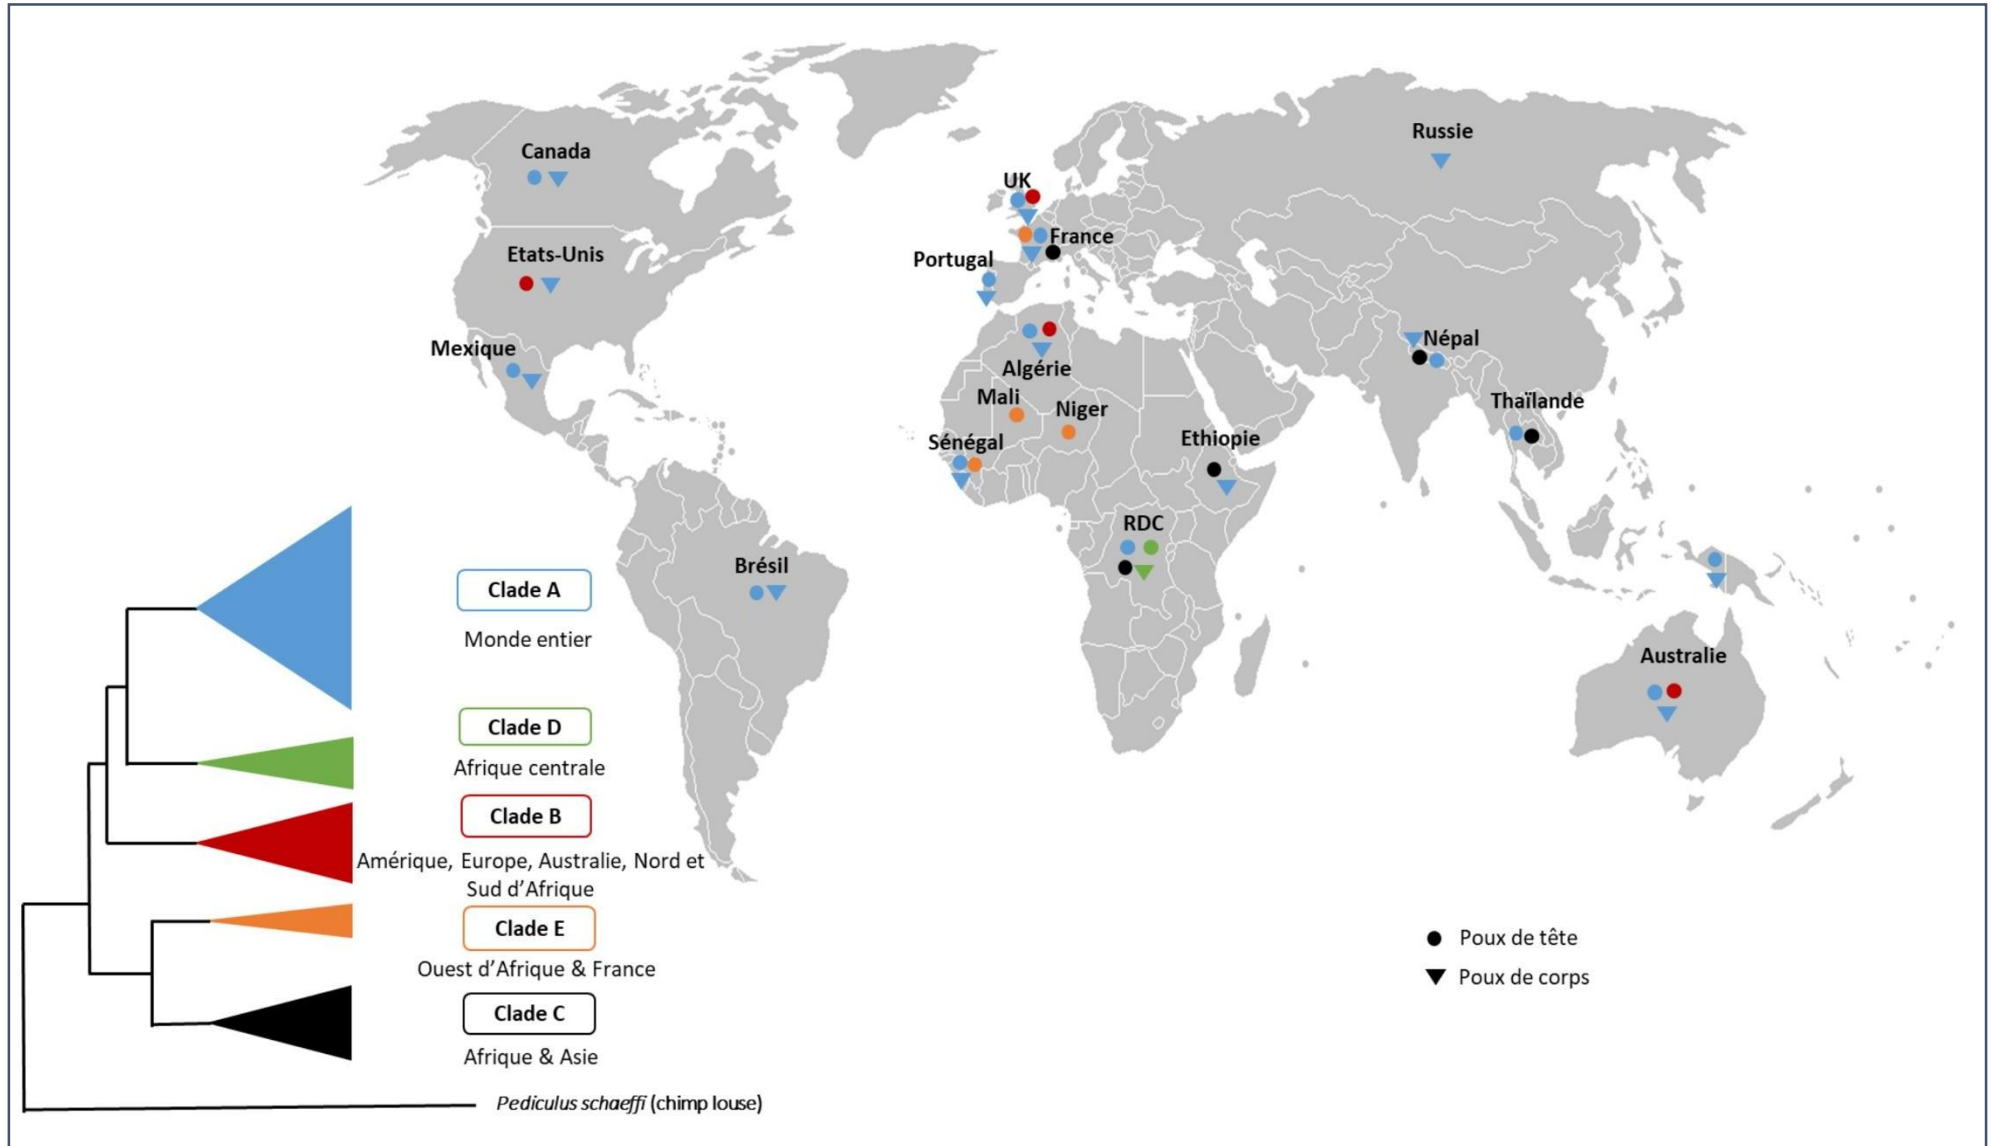 Canada
Russie
UK
France
Etats-Unis
Portugal
Mexique
Népal
Algérie
Mali
Niger
Thaïlande
Sénégal
Ethiopie
RDC
Brésil
Australie
Clade A
Monde entier
Clade D
Afrique centrale
Clade B
Amérique, Europe, Australie, Nord et
Sud d’Afrique
Clade E
Ouest d’Afrique & France
Clade C
Afrique & Asie
Pediculus schaeffi (chimp louse)
Poux de tête
Poux de corps